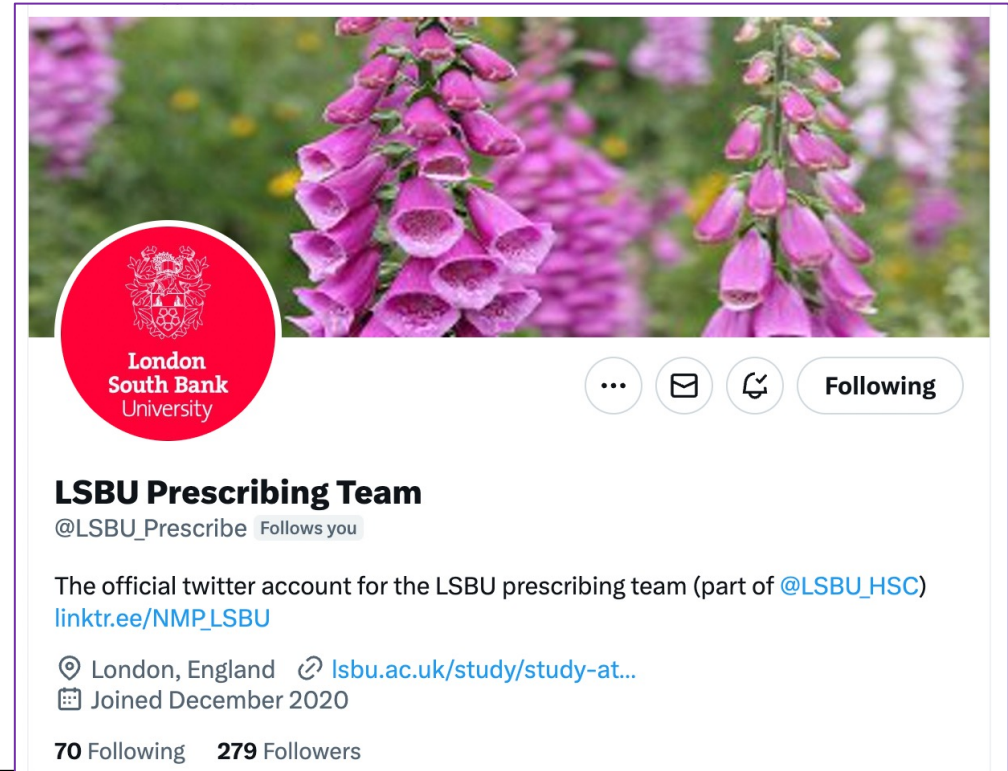 London
South Bank
University
Following
LSBU Prescribing Team
@LSBU_Prescribe Follows you
The official twitter account for the LSBU prescribing team (part of @LSBU_HSC)
linktr.ee/NMP_LSBU
London, England lsbu.ac.uk/study/study-at...
Joined December 2020
70 Following 279 Followers